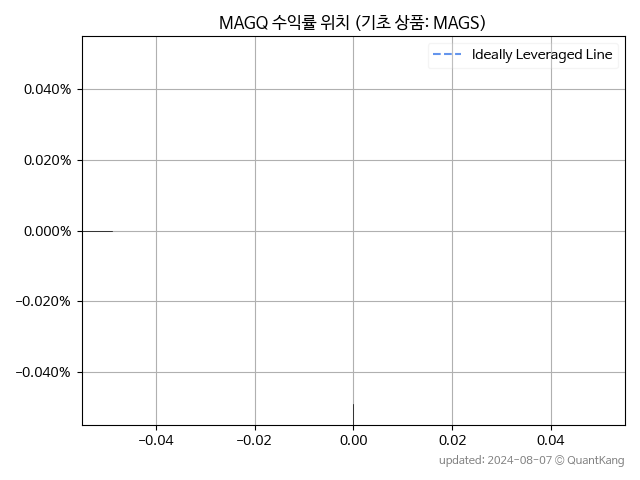 MAGQ 수익률 위치 (기초 상품: MAGS)
Ideally Leveraged Line
0.040%
0.020%
0.000%
−0.020%
−0.040%
−0.04 −0.02 0.00 0.02 0.04
updated: 2024-08-07 © QuantKang